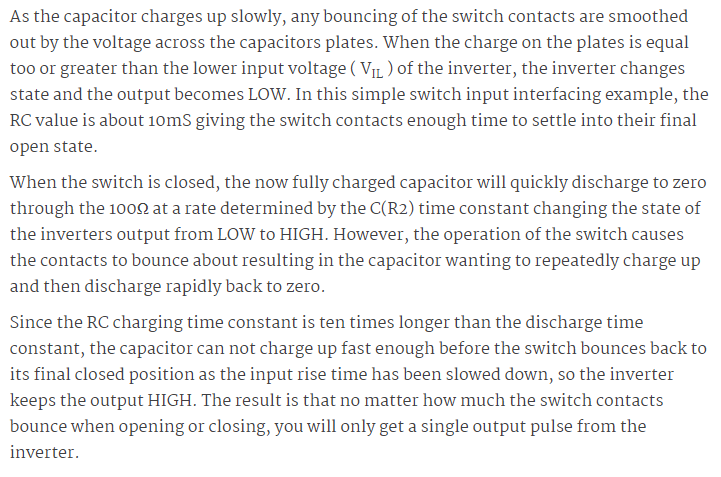 As the capacitor charges up slowly, any bouncing of the switch contacts are smoothed
out by the voltage across the capacitors plates. When the charge on the plates is equal
too or greater than the lower input voltage ( VIL ) of the inverter, the inverter changes
state and the output becomes LOW. In this simple switch input interfacing example, the
RC value is about 10mS giving the switch contacts enough time to settle into their final
open state.
When the switch is closed, the now fully charged capacitor will quickly discharge to zero
through the 100Ω at a rate determined by the C(R2) time constant changing the state of
the inverters output from LOW to HIGH. However, the operation of the switch causes
the contacts to bounce about resulting in the capacitor wanting to repeatedly charge up
and then discharge rapidly back to zero.
Since the RC charging time constant is ten times longer than the discharge time
constant, the capacitor can not charge up fast enough before the switch bounces back to
its final closed position as the input rise time has been slowed down, so the inverter
keeps the output HIGH. The result is that no matter how much the switch contacts
bounce when opening or closing, you will only get a single output pulse from the
inverter.